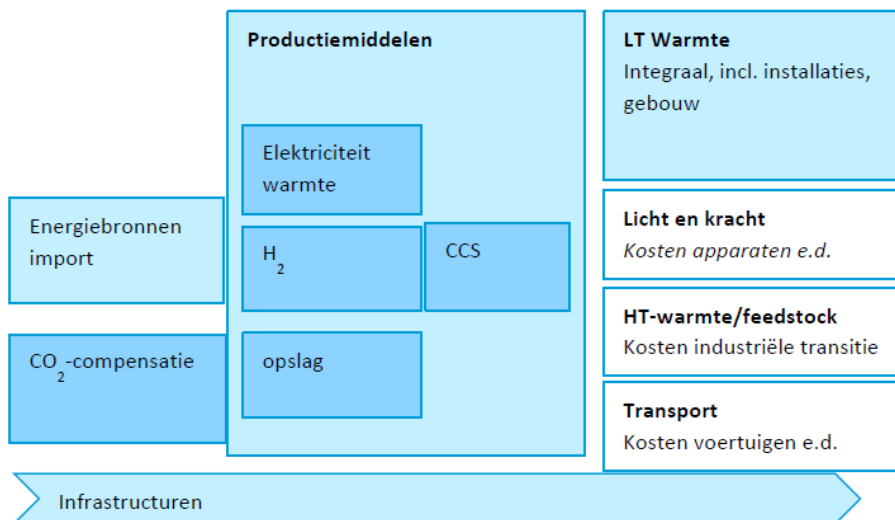 Productiemiddelen
Elektriciteit
warmte
Energiebronnen
import
H₂
CCS
CO₂-compensatie
opslag
LT Warmte
Integraal, incl. installaties,
gebouw
Licht en kracht
Kosten apparaten e.d.
HT-warmte/feedstock
Kosten industriële transitie
Transport
Kosten voertuigen e.d.
Infrastructuren